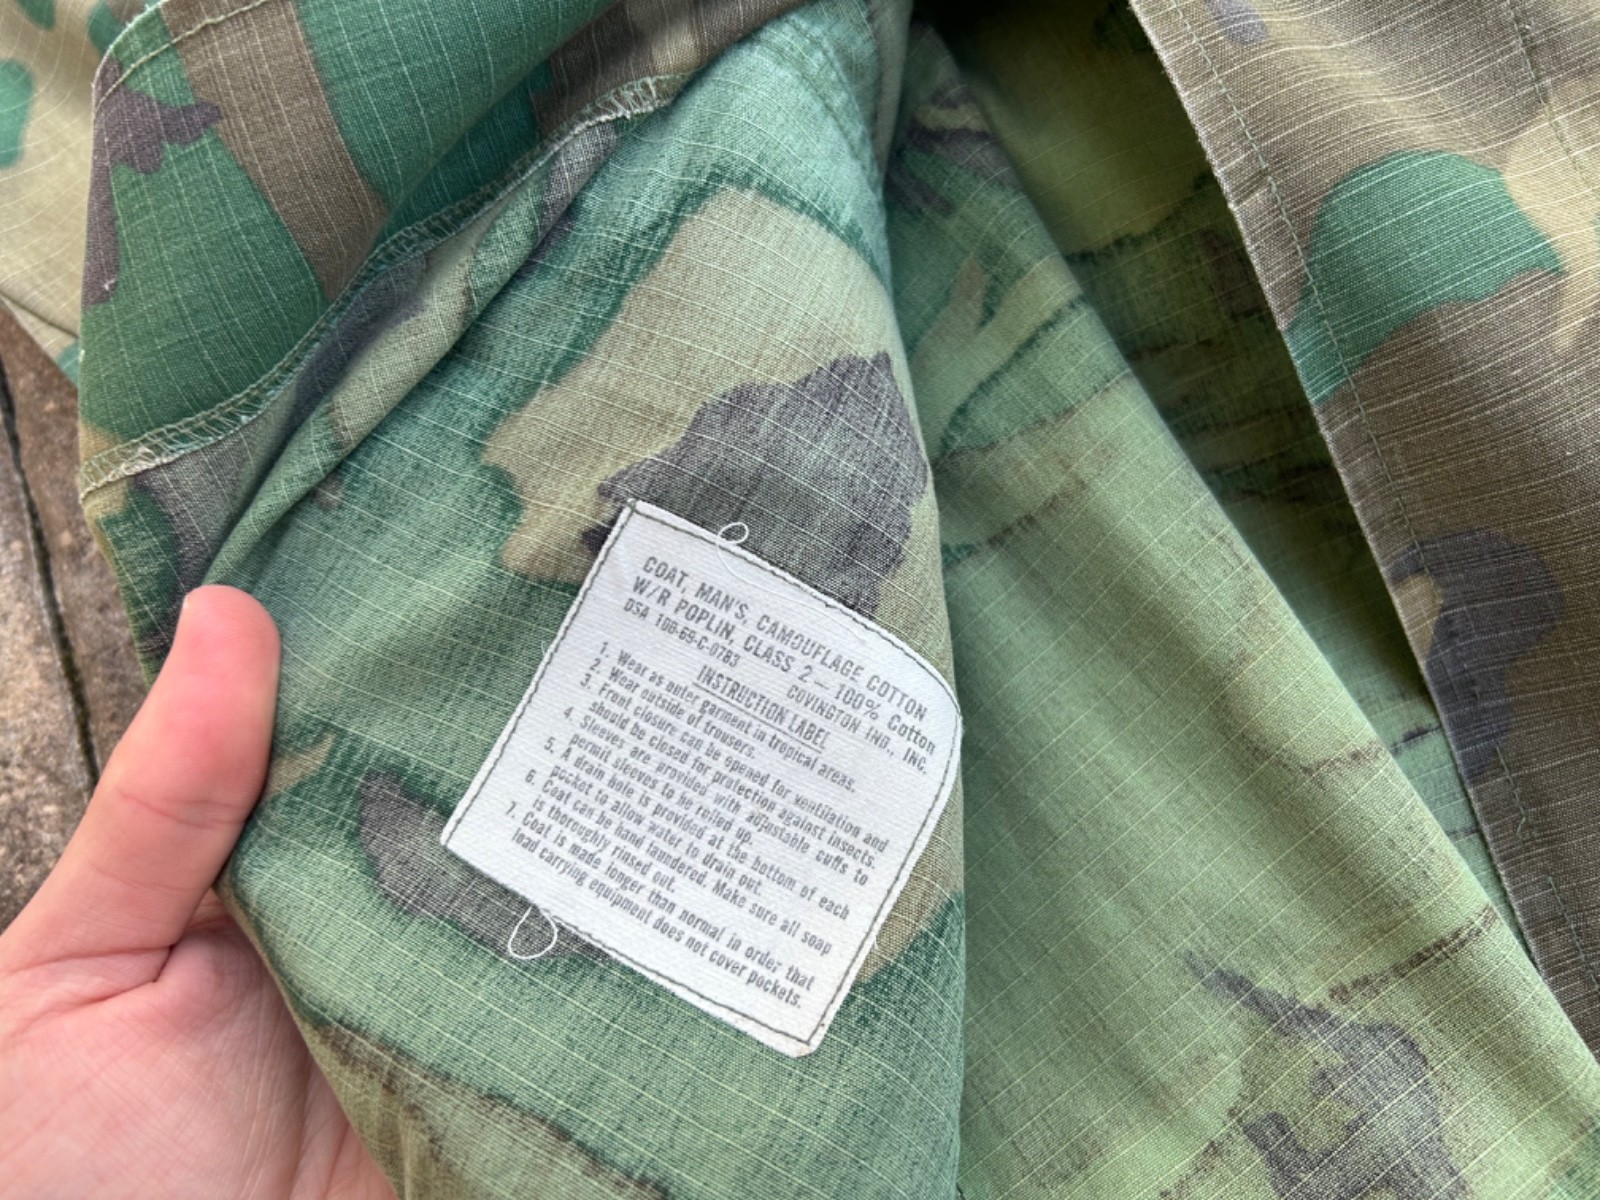 COAT, MAN'S, CAMOUFLAGE COTTON
W/R POPLIN, CLASS 2 — 100% Cotton
DSA 100-69-C-0783
COVINGTON IND., INC.
INSTRUCTION LABEL
1. Wear as outer garment in tropical areas.
2. Wear outside of trousers.
3. Front closure can be opened for ventilation and
should be closed for protection against insects.
4. Sleeves are provided with adjustable cuffs to
permit sleeves to be rolled up.
5. A drain hole is provided at the bottom of each
pocket to allow water to drain out.
6. Coat can be hand laundered. Make sure all soap
is thoroughly rinsed out.
7. Coat is made longer than normal in order that
load carrying equipment does not cover pockets.